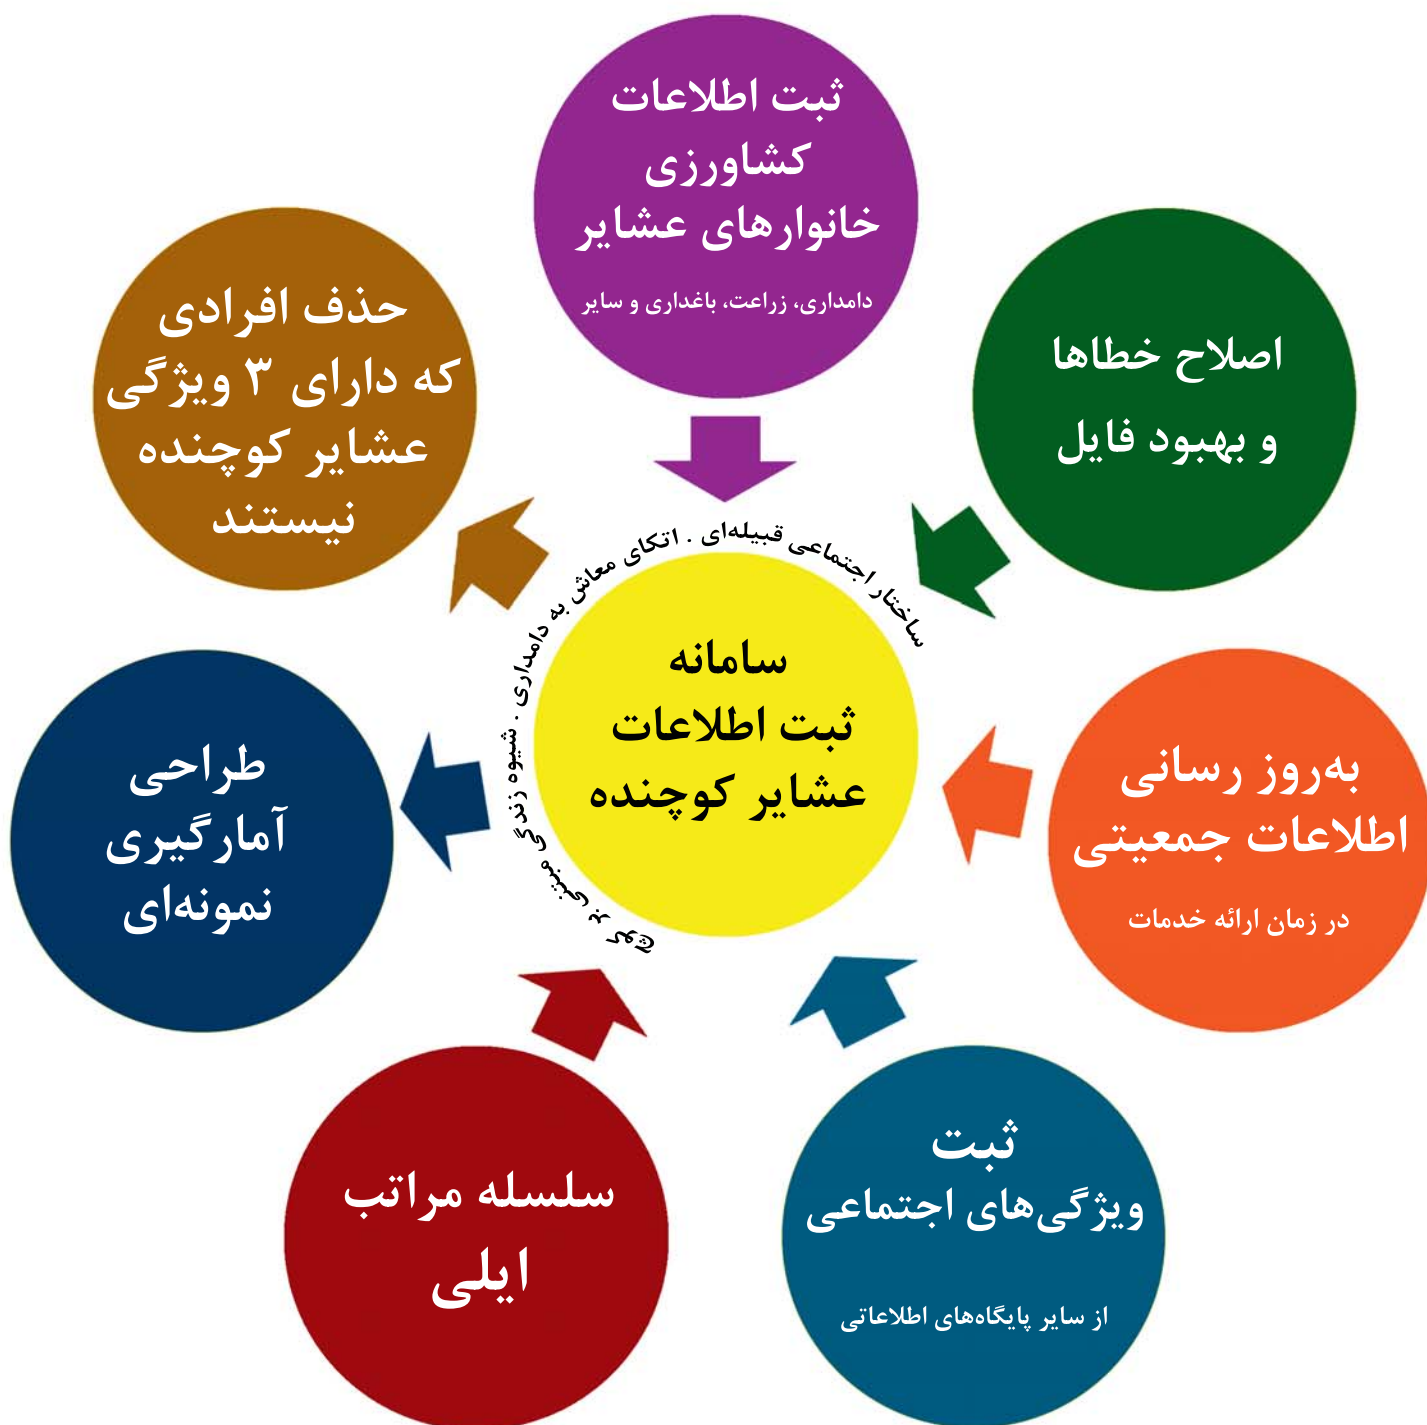 ثبت اطلاعات
کشاورزی
خانوارهای عشایر
دامداری، زراعت، باغداری و سایر
اصلاح خطاها
و بهبود فایل
به‌روز رسانی
اطلاعات جمعیتی
در زمان ارائه خدمات
ثبت
ویژگی‌های اجتماعی
از سایر پایگاه‌های اطلاعاتی
سلسله مراتب
ایلی
طراحی
آمارگیری
نمونه‌ای
حذف افرادی
که دارای ۳ ویژگی
عشایر کوچنده
نیستند
ساختار اجتماعی قبیله‌ای . اتکای معاش به دامداری . شیوه زندگی مبتنی بر کوچ
سامانه
ثبت اطلاعات
عشایر کوچنده